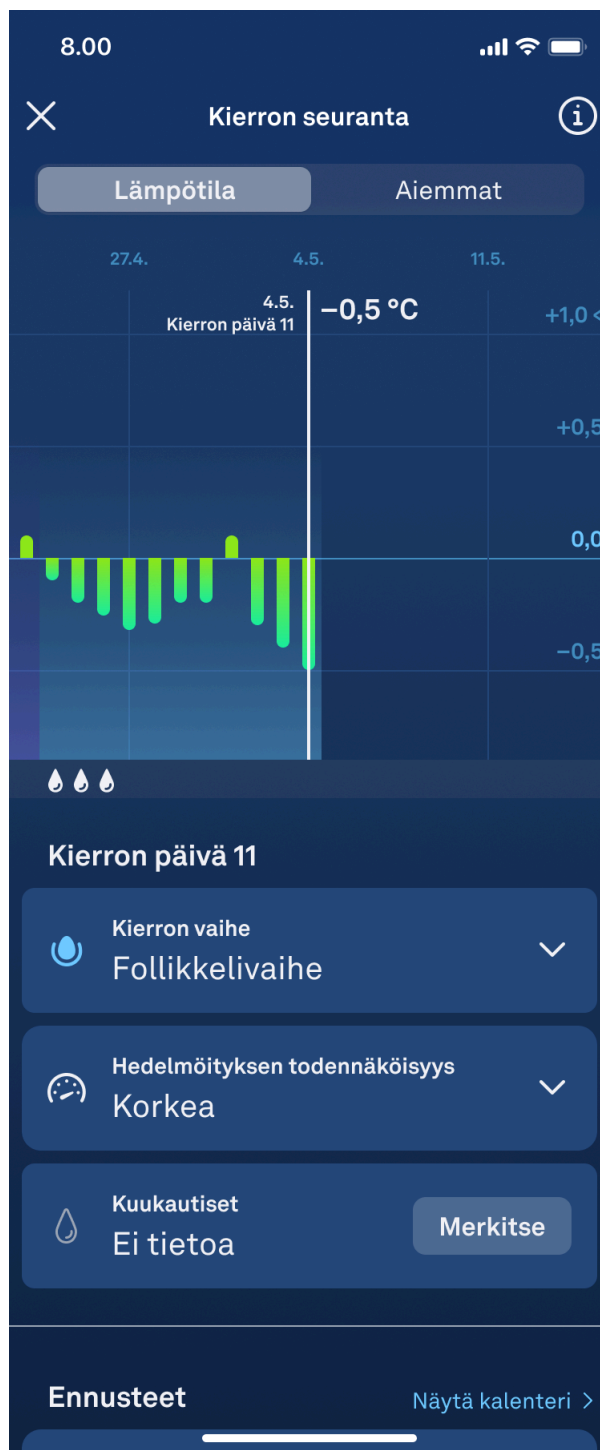 8.00
Kierron seuranta
Lämpötila
Aiemmat
27.4.
4.5.
11.5.
4.5.
Kierron päivä 11
−0,5 °C
+1,0 <
+0,5
0,0
−0,5
Kierron päivä 11
Kierron vaihe
Follikkelivaihe
Hedelmöityksen todennäköisyys
Korkea
Kuukautiset
Ei tietoa
Merkitse
Ennusteet
Näytä kalenteri >